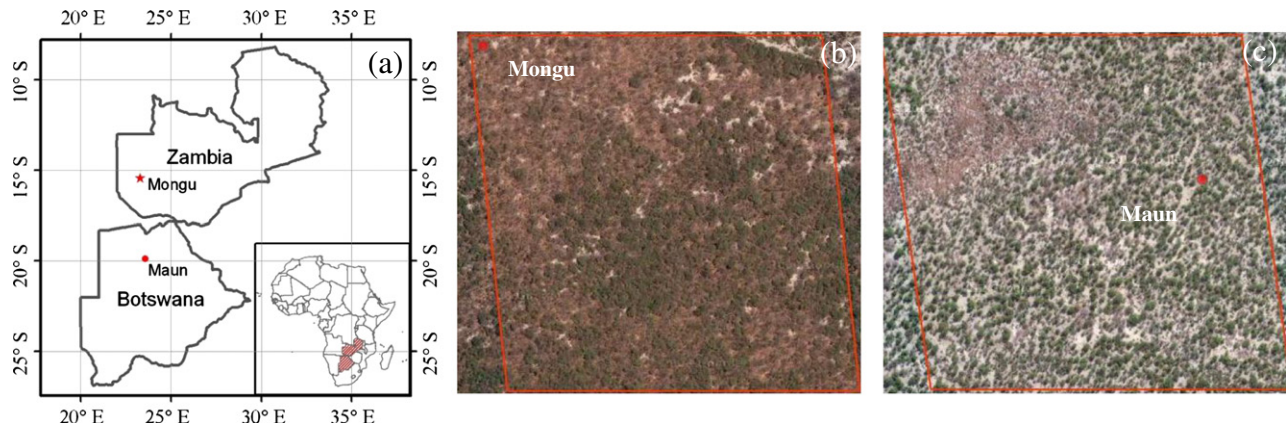 20° E 25° E 30° E 35° E
(a)
10° S 10° S
Zambia
Mongu
15° S 15° S
Maun
20° S 20° S
Botswana
25° S 25° S
20° E 25° E 30° E 35° E
(b)
Mongu
(c)
Maun